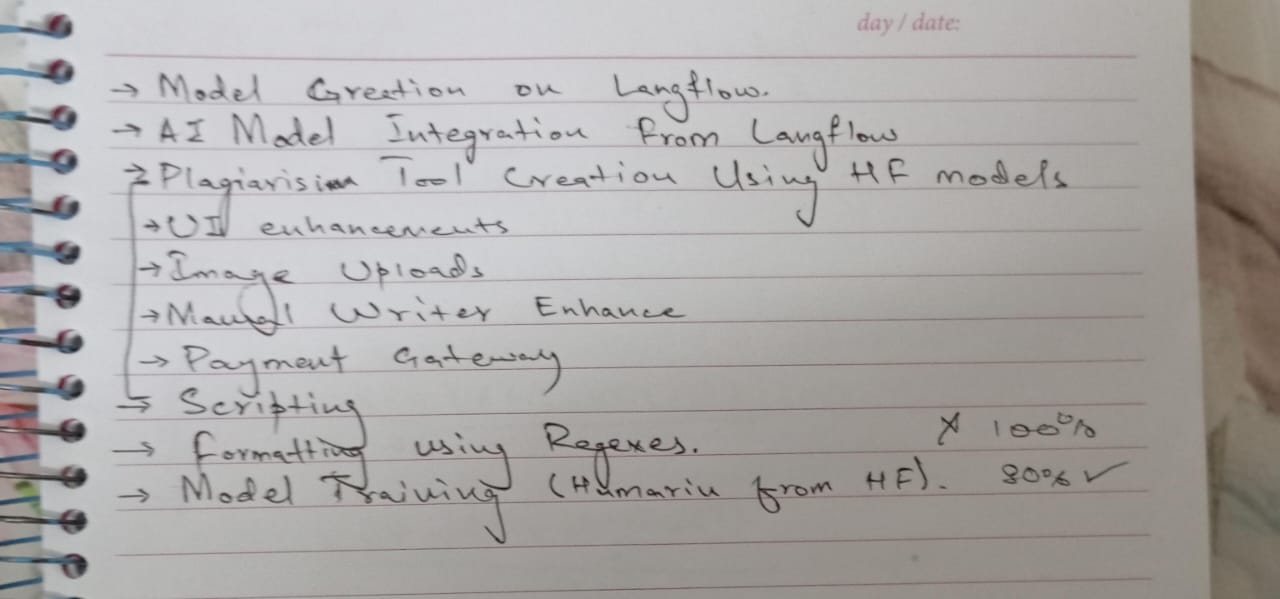 day / date:
→ Model Creation on Langflow.
→ AI Model Integration From Langflow
→ Plagiarisim Tool Creation Using HF models
→ UI enhancements
→ Image Uploads
→ Manual Writer Enhance
→ Payment Gateway
→ Scripting
→ Formatting using Regexes. X 100%
→ Model Training (Humariu from HF). 80% ✓